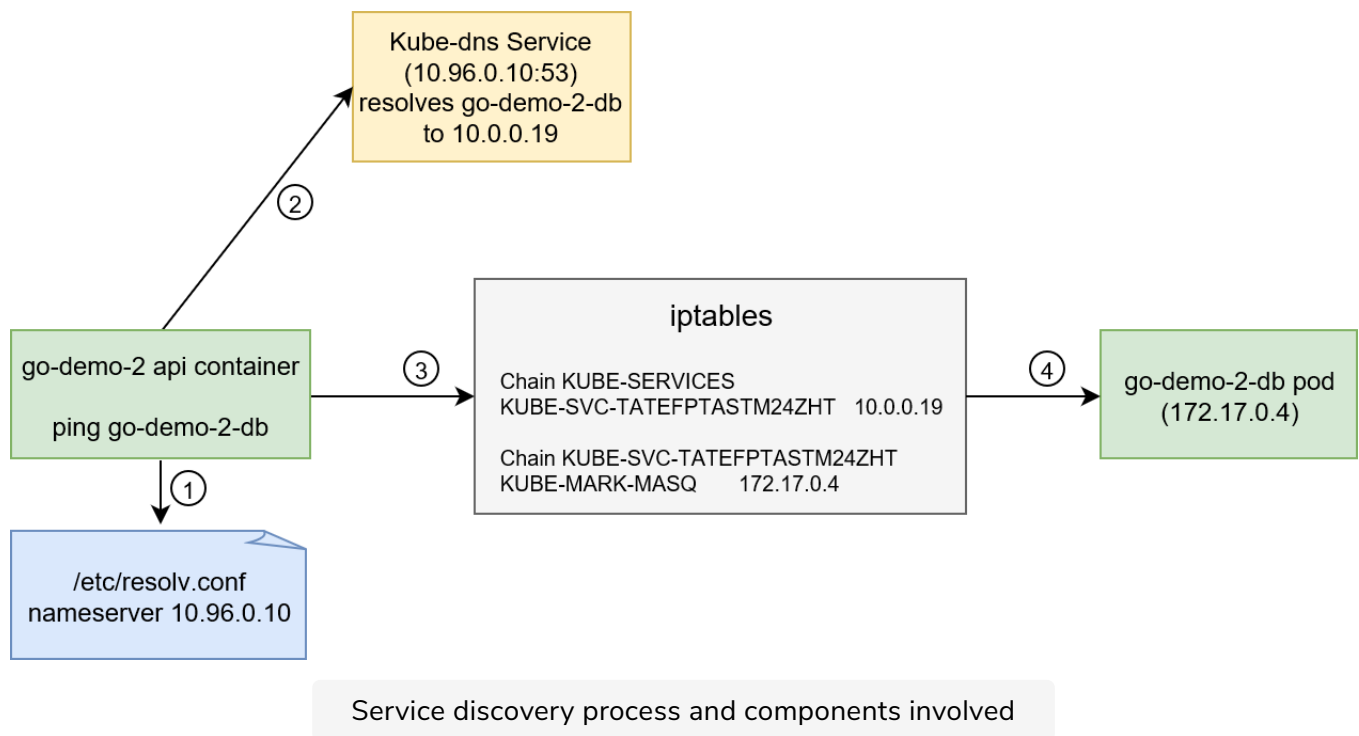 Kube-dns Service
(10.96.0.10:53)
resolves go-demo-2-db
to 10.0.0.19
2
go-demo-2 api container
ping go-demo-2-db
3
iptables
Chain KUBE-SERVICES
KUBE-SVC-TATEFPTASTM24ZHT 10.0.0.19
Chain KUBE-SVC-TATEFPTASTM24ZHT
KUBE-MARK-MASQ 172.17.0.4
4
go-demo-2-db pod
(172.17.0.4)
1
/etc/resolv.conf
nameserver 10.96.0.10
Service discovery process and components involved